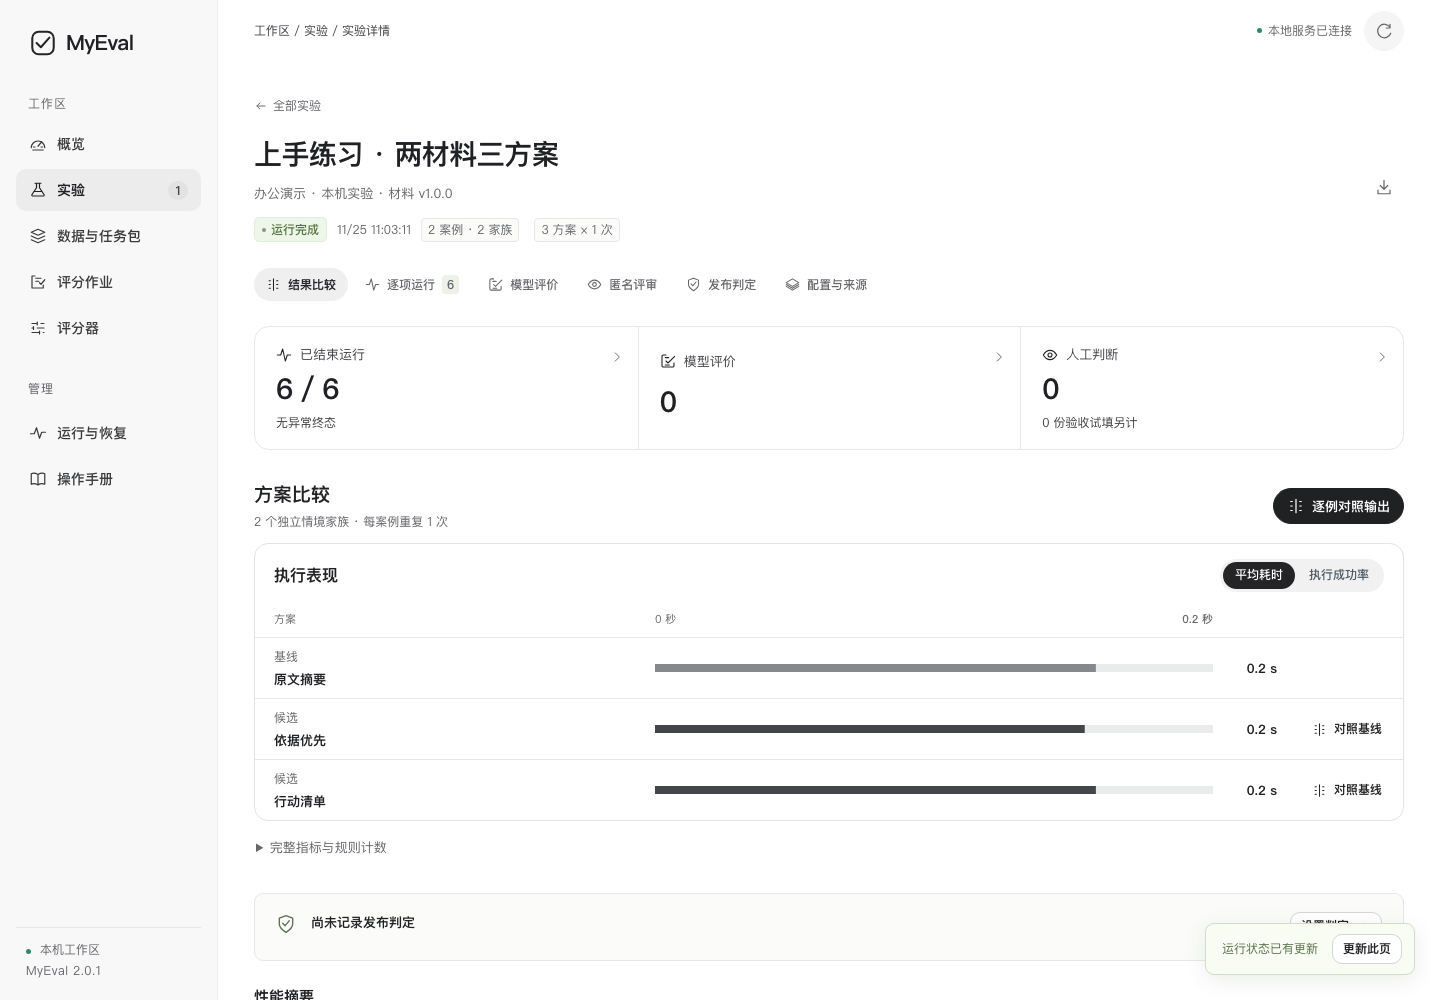 MyEval
工作区
概览
实验 1
数据与任务包
评分作业
评分器
管理
运行与恢复
操作手册
本机工作区
MyEval 2.0.1
工作区 / 实验 / 实验详情
本地服务已连接
← 全部实验
上手练习 · 两材料三方案
办公演示 · 本机实验 · 材料 v1.0.0
运行完成 11/25 11:03:11 2 案例 · 2 家族 3 方案 × 1 次
结果比较 逐项运行 6 模型评价 匿名评审 发布判定 配置与来源
已结束运行
6 / 6
无异常终态
模型评价
0
人工判断
0
0 份验收试填另计
方案比较
2 个独立情境家族 · 每案例重复 1 次
逐例对照输出
执行表现
平均耗时 执行成功率
方案 0 秒 0.2 秒
基线
原文摘要 0.2 s
候选
依据优先 0.2 s 对照基线
候选
行动清单 0.2 s 对照基线
▶ 完整指标与规则计数
尚未记录发布判定
运行状态已有更新 更新此页
性能摘要